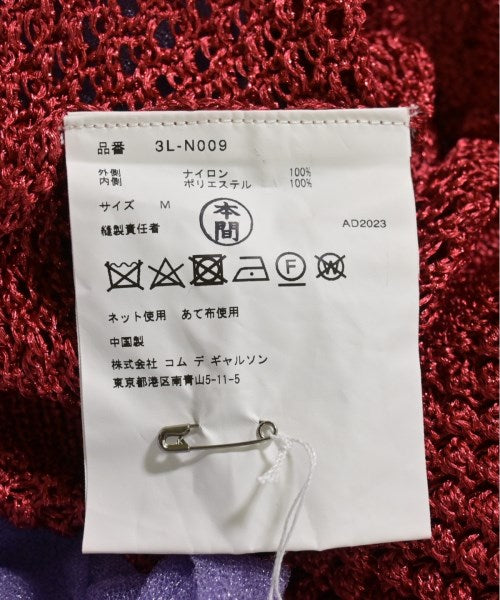 品番 3L-N009
外側 ナイロン 100%
内側 ポリエステル 100%
サイズ M
本間
縫製責任者
AD2023
F
W
ネット使用 あて布使用
中国製
株式会社 コム デ ギャルソン
東京都港区南青山5-11-5